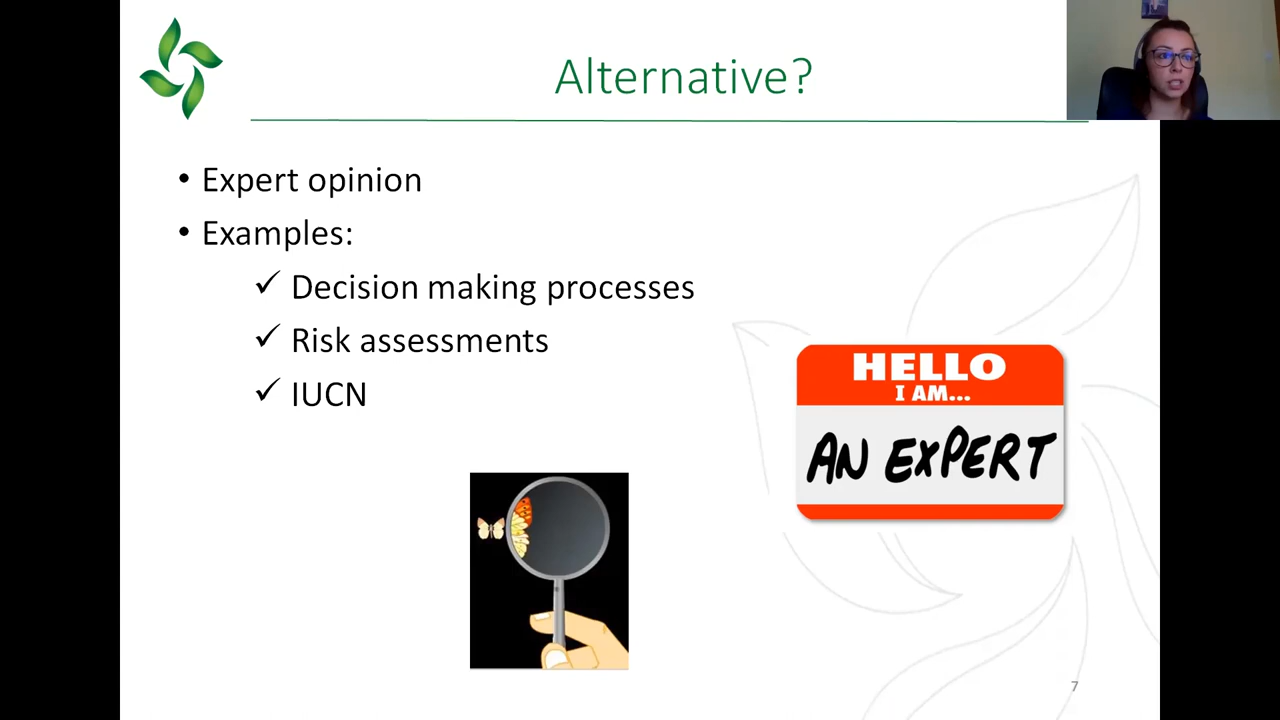 Alternative?
• Expert opinion
• Examples:
✓ Decision making processes
✓ Risk assessments
✓ IUCN
HELLO
I AM...
AN EXPERT
7